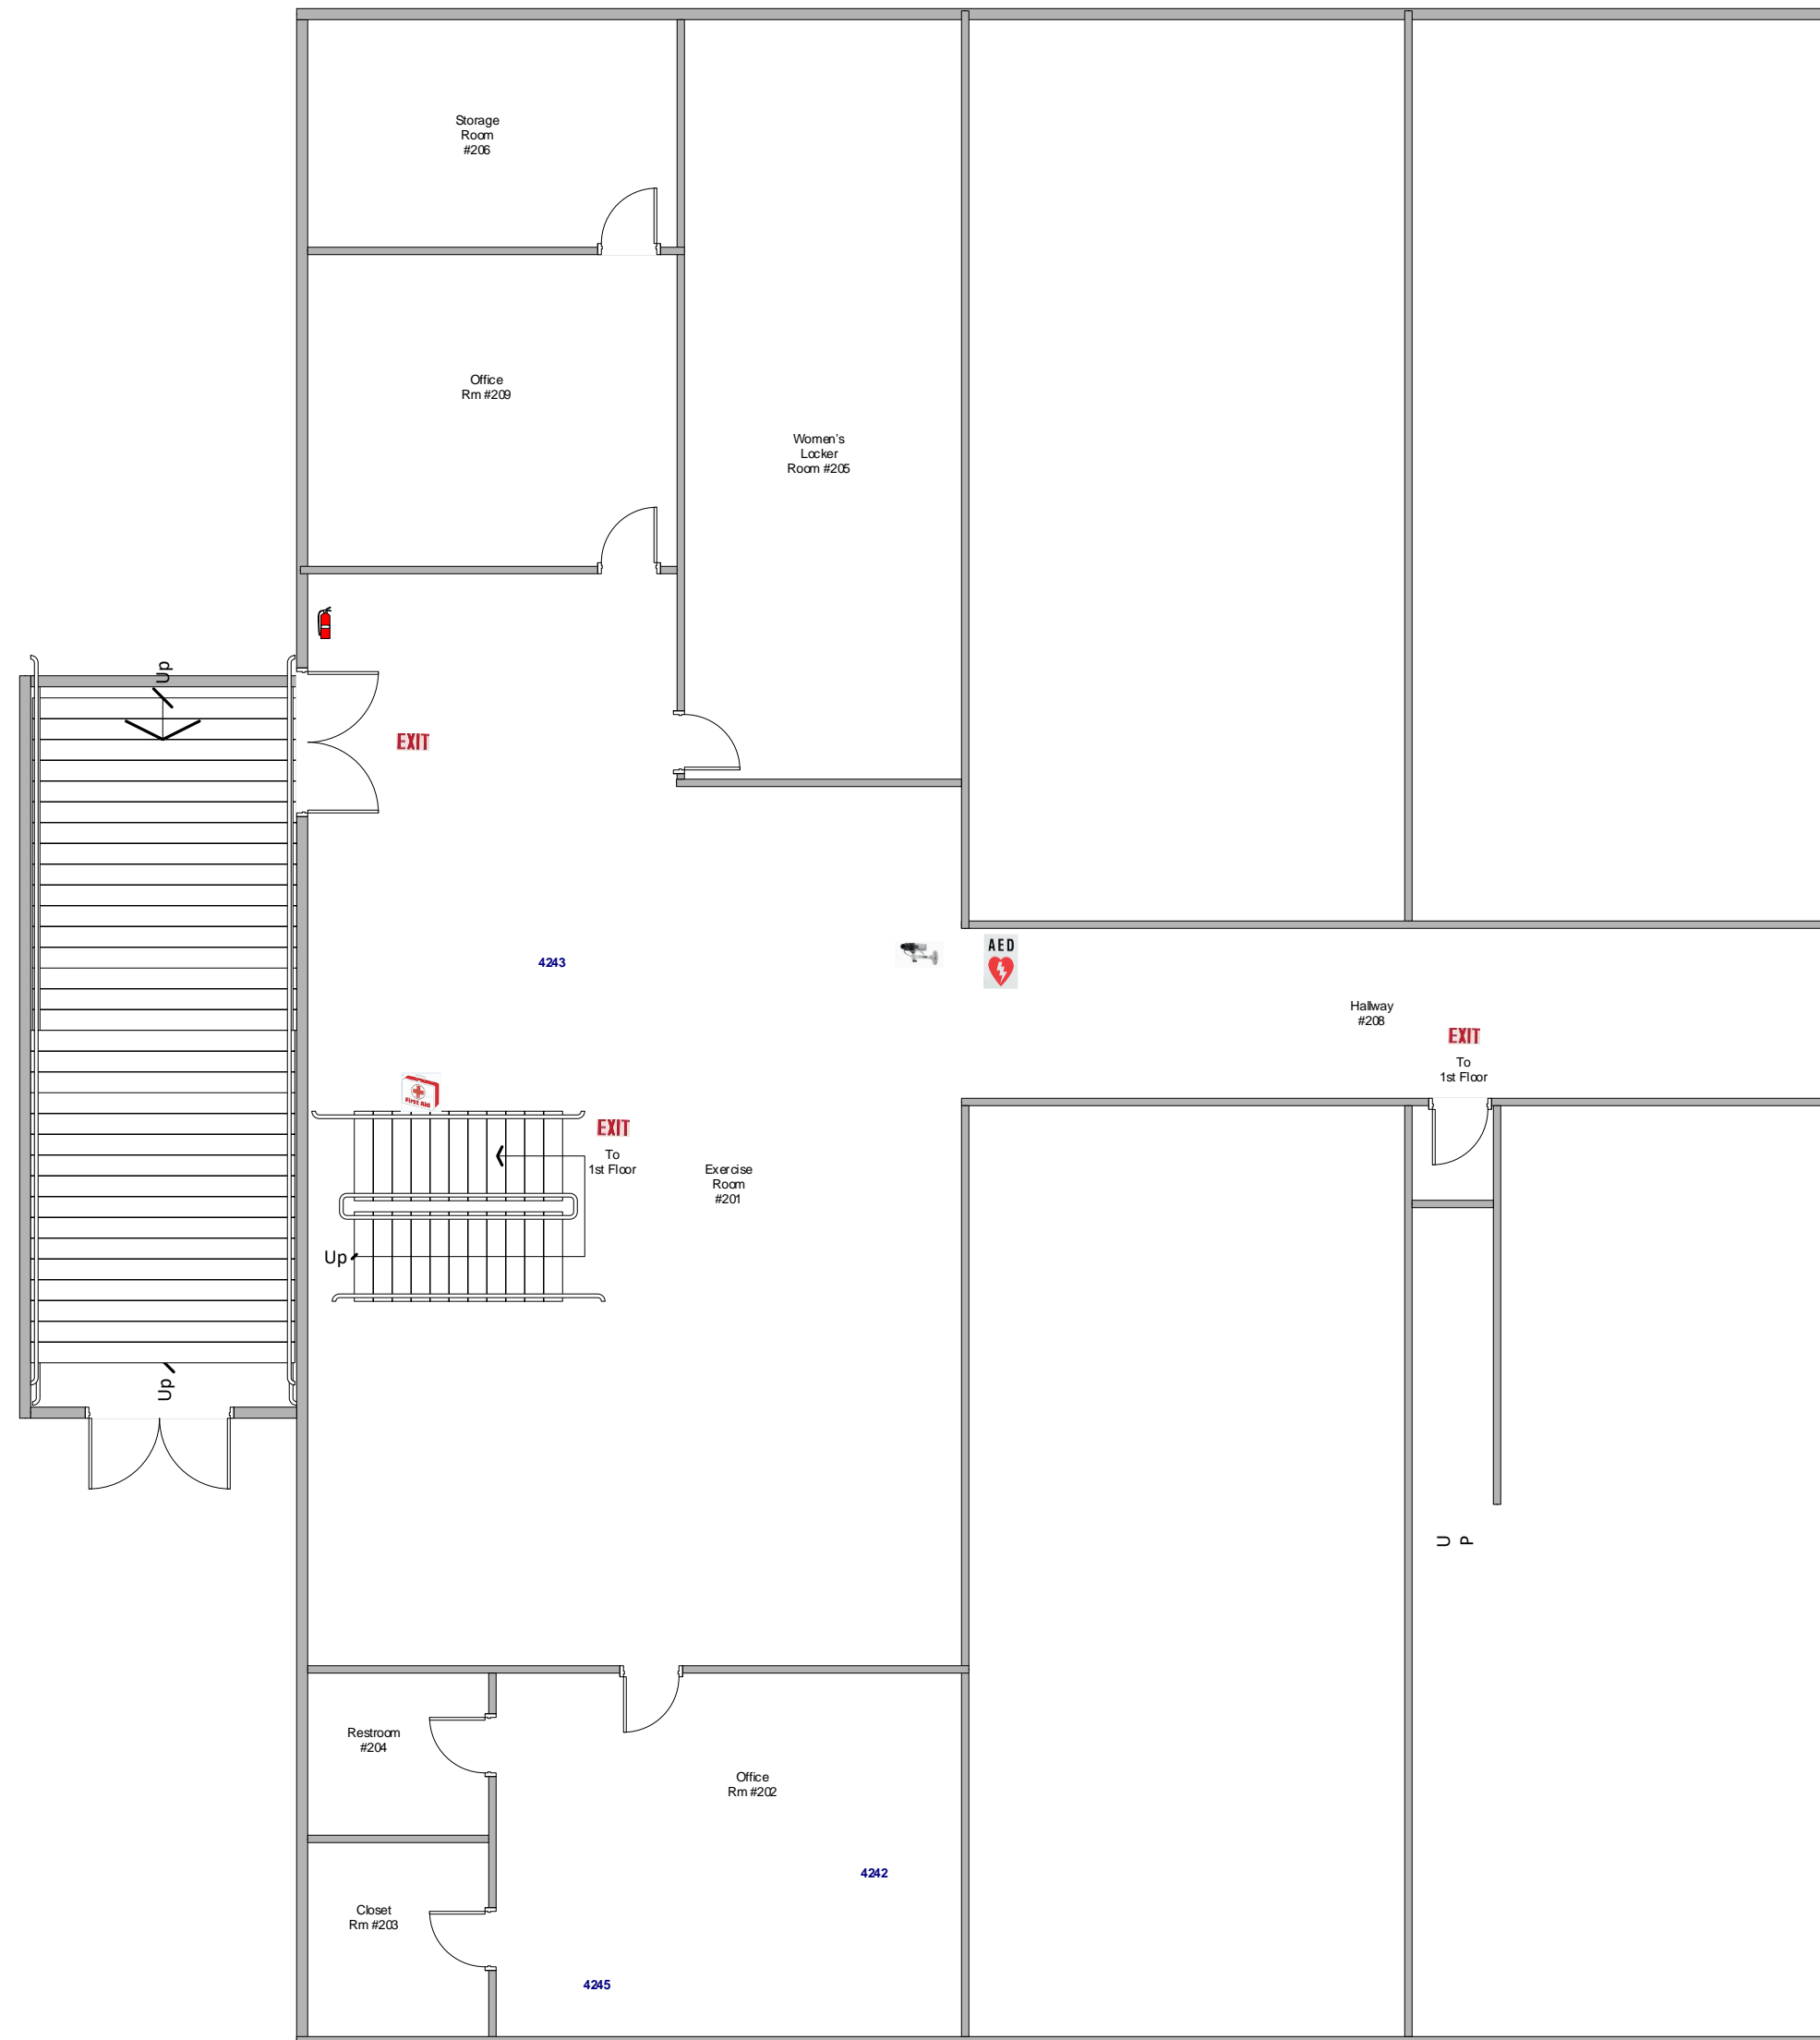 Storage
Room
#206
Office
Rm #209
Women's
Locker
Room #205
Up
EXIT
4243
AED
Hallway
#208
EXIT
To
1st Floor
First Aid
EXIT
To
1st Floor
Exercise
Room
#201
Up
Up
U P
Restroom
#204
Office
Rm #202
4242
Closet
Rm #203
4245